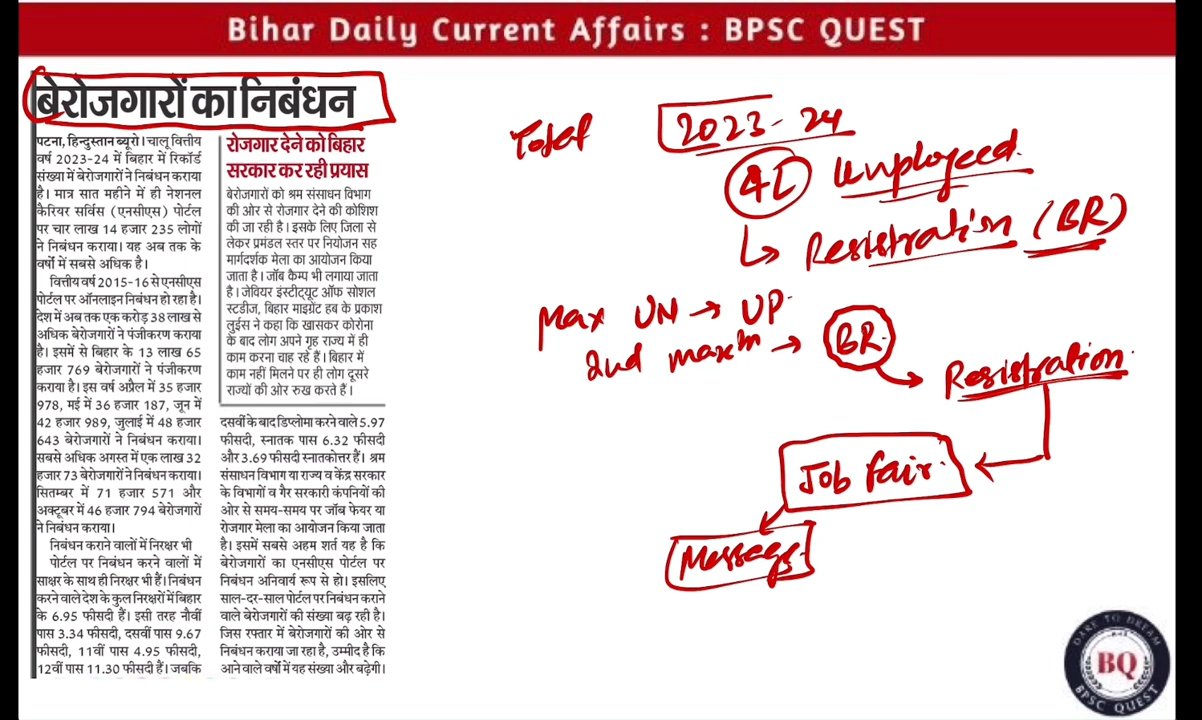 Bihar Daily Current Affairs : BPSC QUEST
बेरोजगारों का निबंधन
पटना, हिन्दुस्तान ब्यूरो। चालू वित्तीय
वर्ष 2023-24 में बिहार में रिकॉर्ड
संख्या में बेरोजगारों ने निबंधन कराया
है। मात्र सात महीने में ही नेशनल
कैरियर सर्विस (एनसीएस) पोर्टल
पर चार लाख 14 हजार 235 लोगों
ने निबंधन कराया। यह अब तक के
वर्षों में सबसे अधिक है।
वित्तीय वर्ष 2015-16 से एनसीएस
पोर्टल पर ऑनलाइन निबंधन हो रहा है।
देश में अब तक एक करोड़ 38 लाख से
अधिक बेरोजगारों ने पंजीकरण कराया
है। इसमें से बिहार के 13 लाख 65
हजार 769 बेरोजगारों ने पंजीकरण
कराया है। इस वर्ष अप्रैल में 35 हजार
978, मई में 36 हजार 187, जून में
42 हजार 989, जुलाई में 48 हजार
643 बेरोजगारों ने निबंधन कराया।
सबसे अधिक अगस्त में एक लाख 32
हजार 73 बेरोजगारों ने निबंधन कराया।
सितम्बर में 71 हजार 571 और
अक्टूबर में 46 हजार 794 बेरोजगारों
ने निबंधन कराया।
निबंधन कराने वालों में निरक्षर भी
पोर्टल पर निबंधन करने वालों में
साक्षर के साथ ही निरक्षर भी हैं। निबंधन
करने वाले देश के कुल निरक्षरों में बिहार
के 6.95 फीसदी हैं। इसी तरह नौवीं
पास 3.34 फीसदी, दसवीं पास 9.67
फीसदी, 11वीं पास 4.95 फीसदी,
12वीं पास 11.30 फीसदी हैं। जबकि
रोजगार देने को बिहार
सरकार कर रही प्रयास
बेरोजगारों को श्रम संसाधन विभाग
की ओर से रोजगार देने की कोशिश
की जा रही है। इसके लिए जिला से
लेकर प्रमंडल स्तर पर नियोजन सह
मार्गदर्शक मेला का आयोजन किया
जाता है। जॉब कैम्प भी लगाया जाता
है। जेवियर इंस्टीट्यूट ऑफ सोशल
स्टडीज, बिहार माइग्रेंट हब के प्रकाश
लुईस ने कहा कि खासकर कोरोना
के बाद लोग अपने गृह राज्य में ही
काम करना चाह रहे हैं। बिहार में
काम नहीं मिलने पर ही लोग दूसरे
राज्यों की ओर रुख करते हैं।
दसवीं के बाद डिप्लोमा करने वाले 5.97
फीसदी, स्नातक पास 6.32 फीसदी
और 3.69 फीसदी स्नातकोत्तर हैं। श्रम
संसाधन विभाग या राज्य व केंद्र सरकार
के विभागों व गैर सरकारी कंपनियों की
ओर से समय-समय पर जॉब फेयर या
रोजगार मेला का आयोजन किया जाता
है। इसमें सबसे अहम शर्त यह है कि
बेरोजगारों का एनसीएस पोर्टल पर
निबंधन अनिवार्य रूप से हो। इसलिए
साल-दर-साल पोर्टल पर निबंधन कराने
वाले बेरोजगारों की संख्या बढ़ रही है।
जिस रफ्तार में बेरोजगारों की ओर से
निबंधन कराया जा रहा है, उम्मीद है कि
आने वाले वर्षों में यह संख्या और बढ़ेगी।
Total 2023-24
4L Unployeed
↳ Resistration (BR)
Max UN → UP
2nd maxᵐ → BR
Resistration
Job fair
Message
DARE TO DREAM
BQ
BPSC QUEST